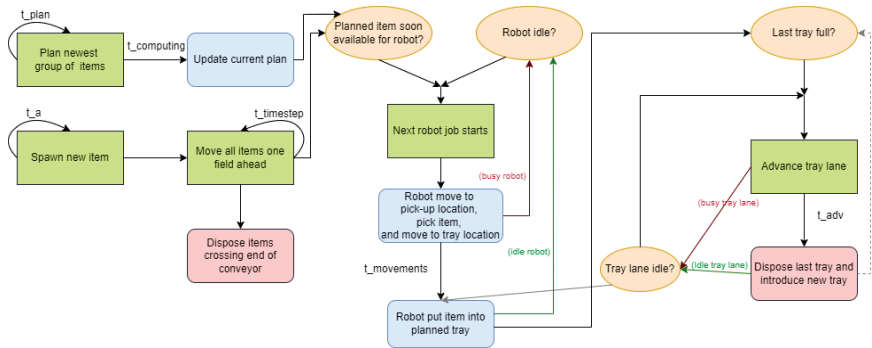 t_plan
Plan newest
group of items
t_computing
Update current plan
Planned item soon
available for robot?
Robot idle?
Last tray full?
t_a
Spawn new item
t_timestep
Move all items one
field ahead
Next robot job starts
Advance tray lane
(busy robot)
(busy tray lane)
Robot move to
pick-up location,
pick item,
and move to tray location
t_adv
Dispose items
crossing end of
conveyor
(idle robot)
t_movements
Tray lane idle?
(idle tray lane)
Dispose last tray and
introduce new tray
Robot put item into
planned tray